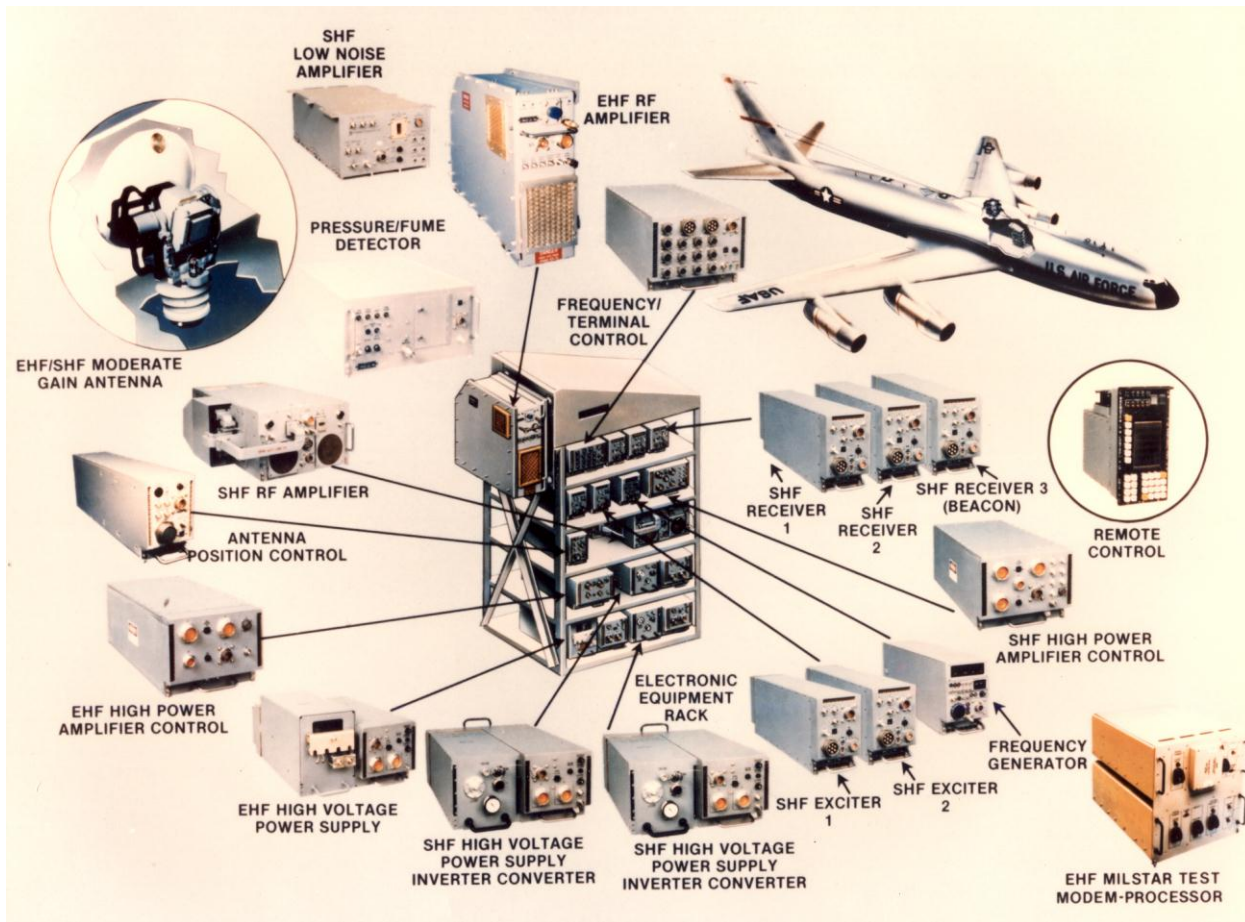 SHF
LOW NOISE
AMPLIFIER
EHF RF
AMPLIFIER
PRESSURE/FUME
DETECTOR
FREQUENCY/
TERMINAL
CONTROL
U.S. AIR FORCE
USAF
EHF/SHF MODERATE
GAIN ANTENNA
SHF RF AMPLIFIER
ANTENNA
POSITION CONTROL
SHF
RECEIVER
1
SHF
RECEIVER
2
SHF RECEIVER 3
(BEACON)
REMOTE
CONTROL
SHF HIGH POWER
AMPLIFIER CONTROL
EHF HIGH POWER
AMPLIFIER CONTROL
ELECTRONIC
EQUIPMENT
RACK
FREQUENCY
GENERATOR
EHF HIGH VOLTAGE
POWER SUPPLY
SHF EXCITER
1
SHF EXCITER
2
SHF HIGH VOLTAGE
POWER SUPPLY
INVERTER CONVERTER
SHF HIGH VOLTAGE
POWER SUPPLY
INVERTER CONVERTER
EHF MILSTAR TEST
MODEM-PROCESSOR